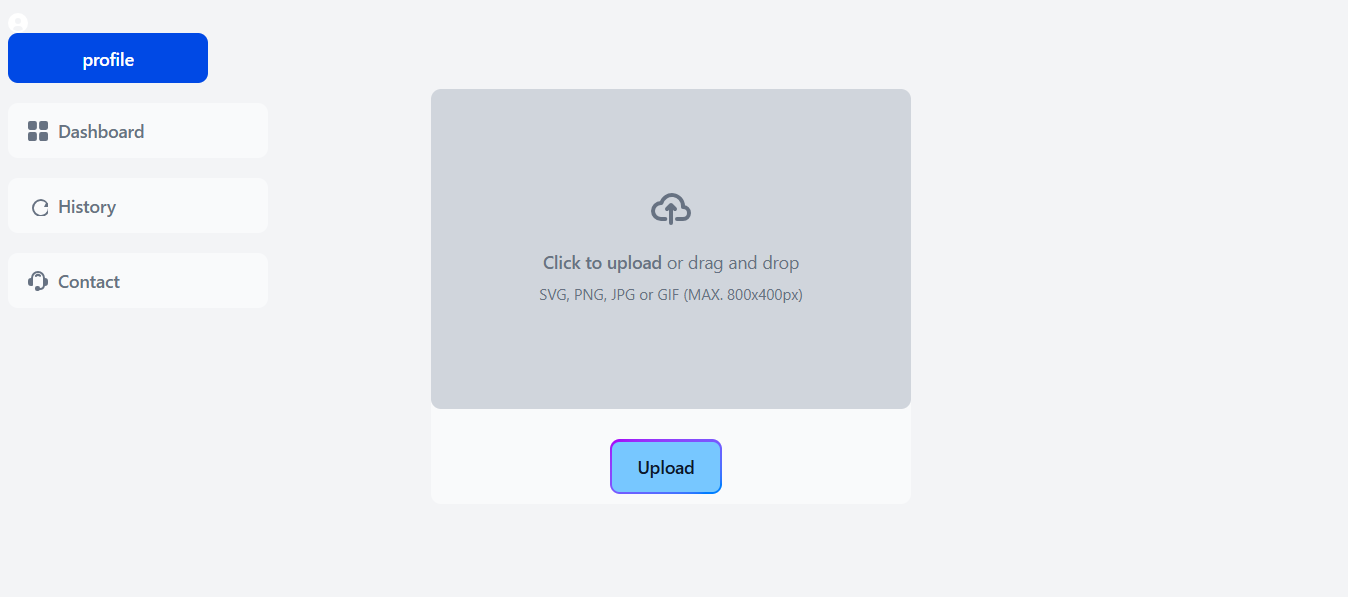 profile
Dashboard
History
Contact
Click to upload or drag and drop
SVG, PNG, JPG or GIF (MAX. 800x400px)
Upload